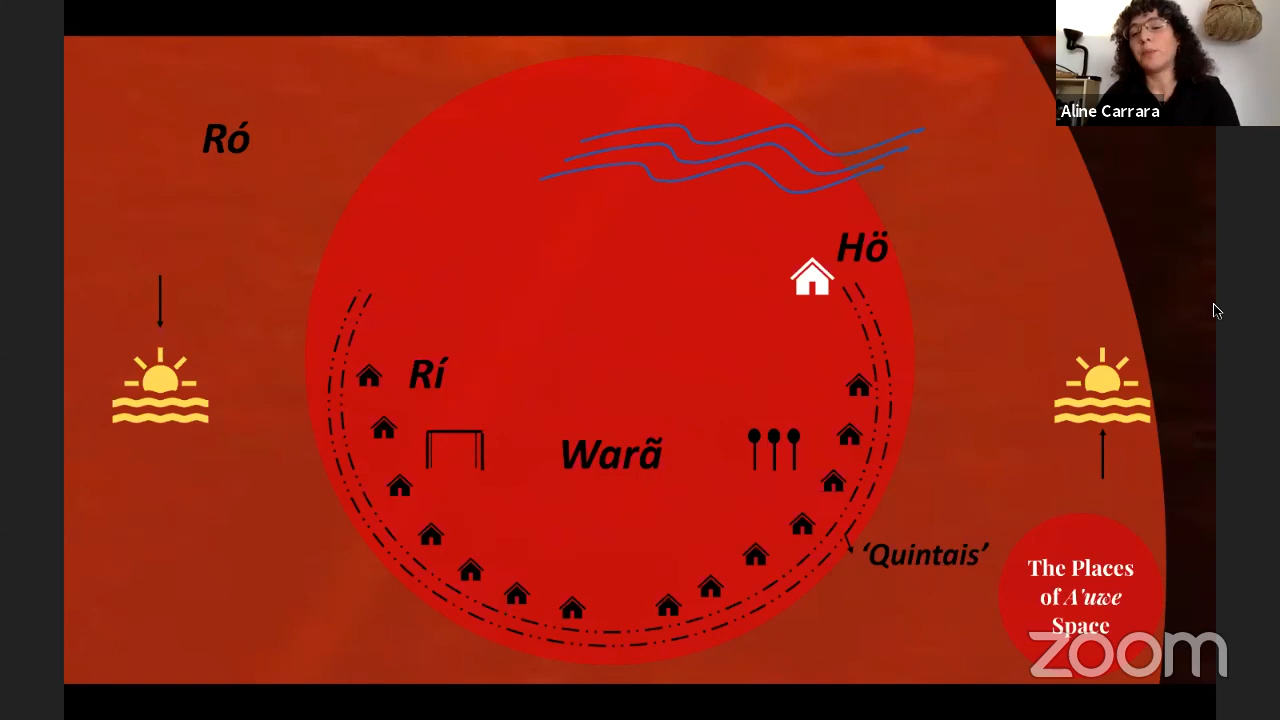 Aline Carrara
Ró
Hö
Rí
Warã
‘Quintais’
The Places
of A'uwe
Space
zoom